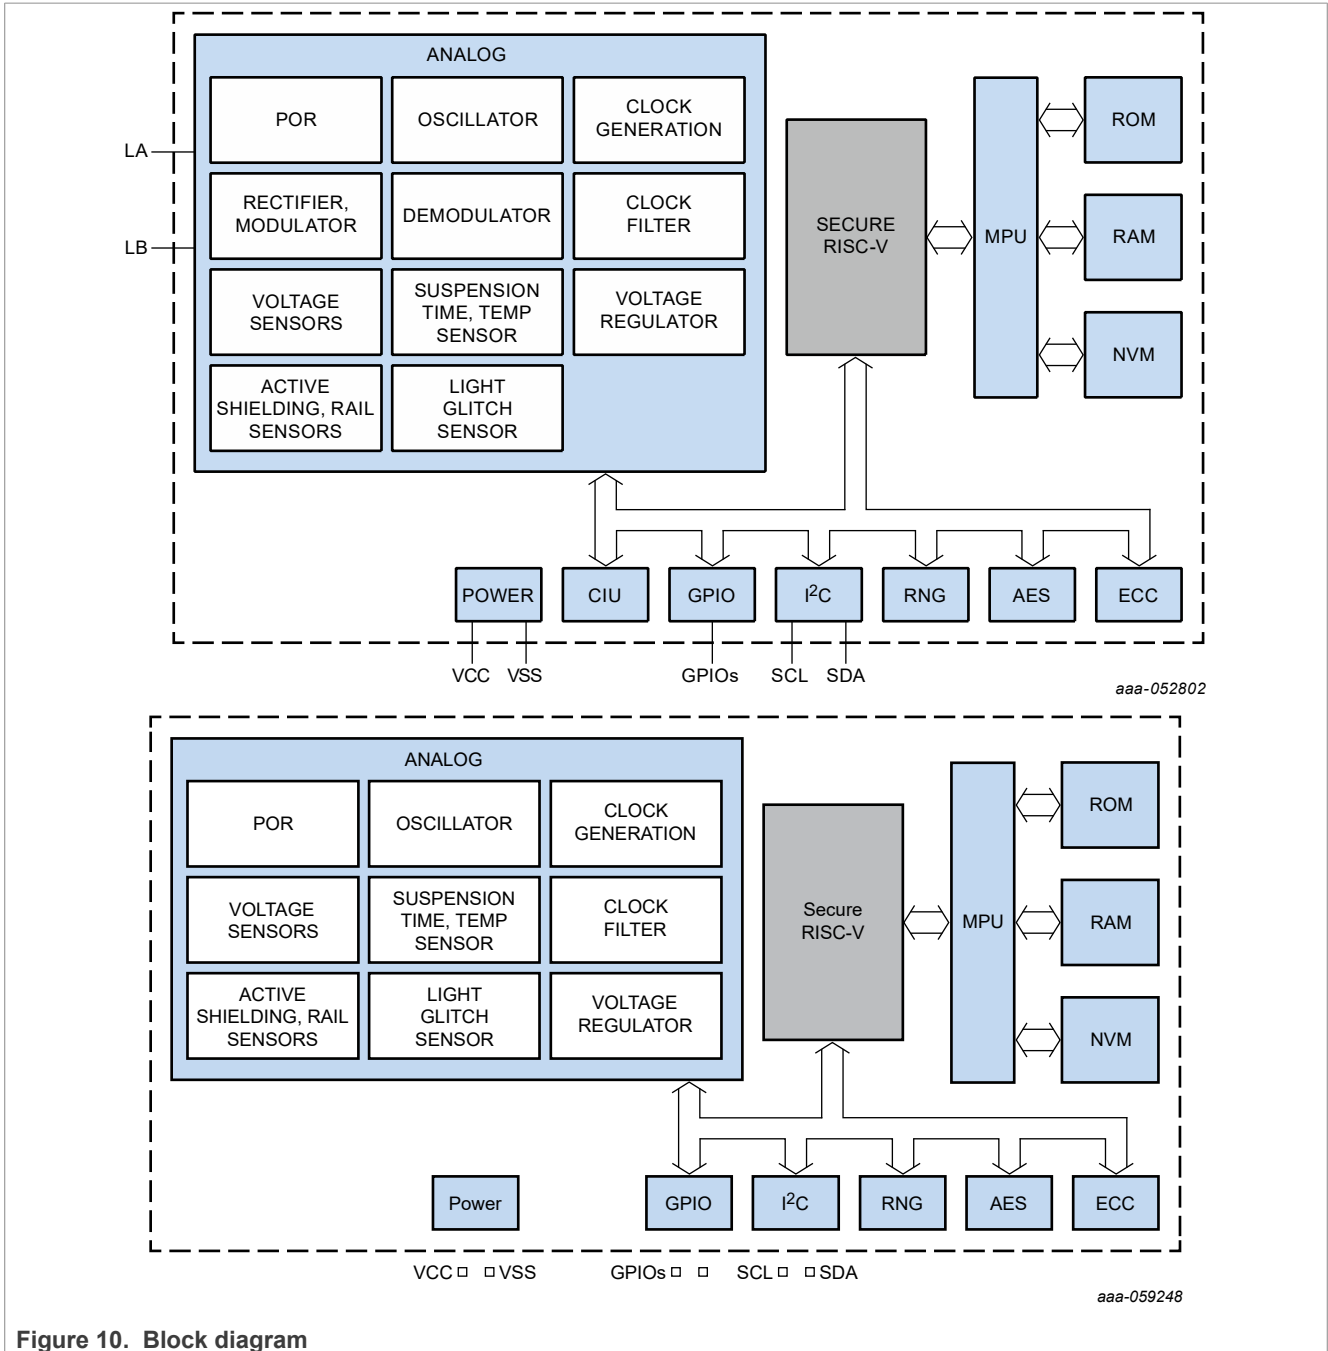 ANALOG
POR
OSCILLATOR
CLOCK
GENERATION
LA
RECTIFIER,
MODULATOR
DEMODULATOR
CLOCK
FILTER
LB
VOLTAGE
SENSORS
SUSPENSION
TIME, TEMP
SENSOR
VOLTAGE
REGULATOR
ACTIVE
SHIELDING, RAIL
SENSORS
LIGHT
GLITCH
SENSOR
SECURE
RISC-V
MPU
ROM
RAM
NVM
POWER
CIU
GPIO
I²C
RNG
AES
ECC
VCC
VSS
GPIOs
SCL
SDA
aaa-052802
ANALOG
POR
OSCILLATOR
CLOCK
GENERATION
VOLTAGE
SENSORS
SUSPENSION
TIME, TEMP
SENSOR
CLOCK
FILTER
ACTIVE
SHIELDING, RAIL
SENSORS
LIGHT
GLITCH
SENSOR
VOLTAGE
REGULATOR
Secure
RISC-V
MPU
ROM
RAM
NVM
Power
GPIO
I²C
RNG
AES
ECC
VCC
VSS
GPIOs
SCL
SDA
aaa-059248
Figure 10. Block diagram